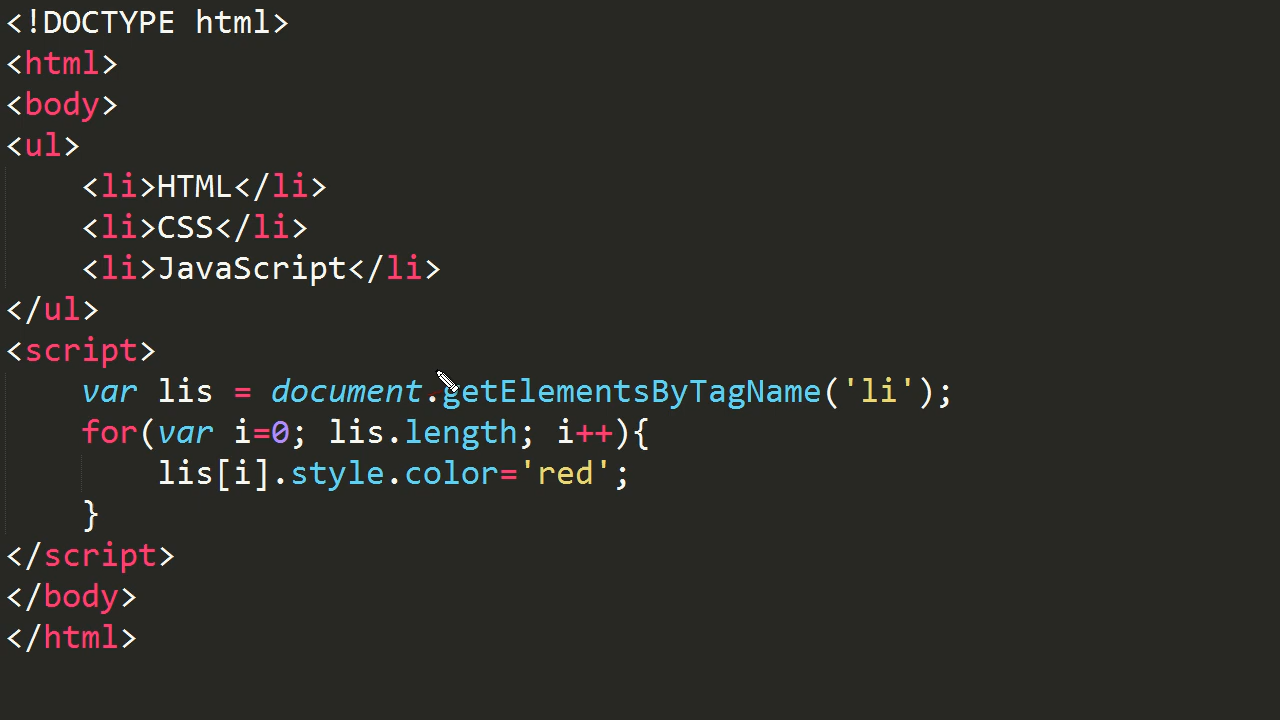 <!DOCTYPE html>
<html>
<body>
<ul>
    <li>HTML</li>
    <li>CSS</li>
    <li>JavaScript</li>
</ul>
<script>
    var lis = document.getElementsByTagName('li');
    for(var i=0; lis.length; i++){
        lis[i].style.color='red';
    }
</script>
</body>
</html>